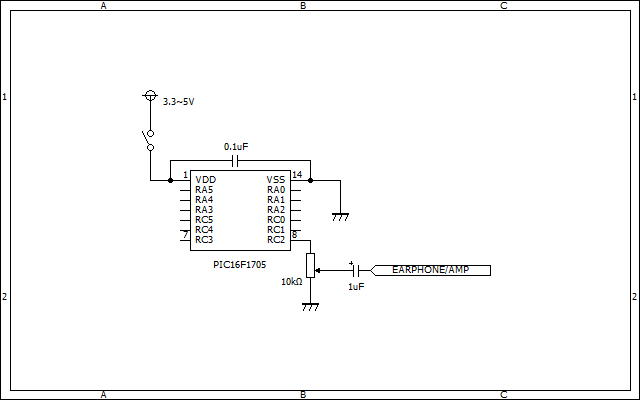 A B C
1 1
3.3~5V
0.1uF
1 VDD VSS 14
RA5 RA0
RA4 RA1
RA3 RA2
RC5 RC0
RC4 RC1
7 RC3 RC2 8
PIC16F1705
EARPHONE/AMP
+
10kΩ
1uF
2 2
A B C